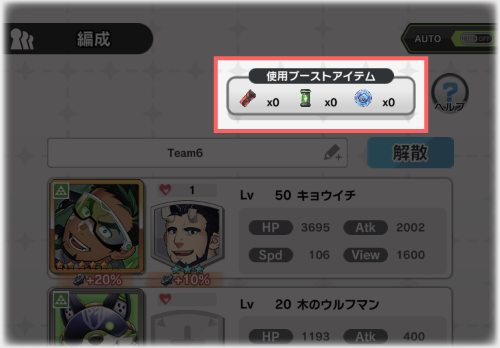 編成
AUTO
OFF
使用ブーストアイテム
x0 x0 x0
ヘルプ
Team6
解散
1
Lv 50 キョウイチ
HP 3695 Atk 2002
Spd 106 View 1600
+20% +10%
Lv 20 木のウルフマン
HP 1193 Atk 400